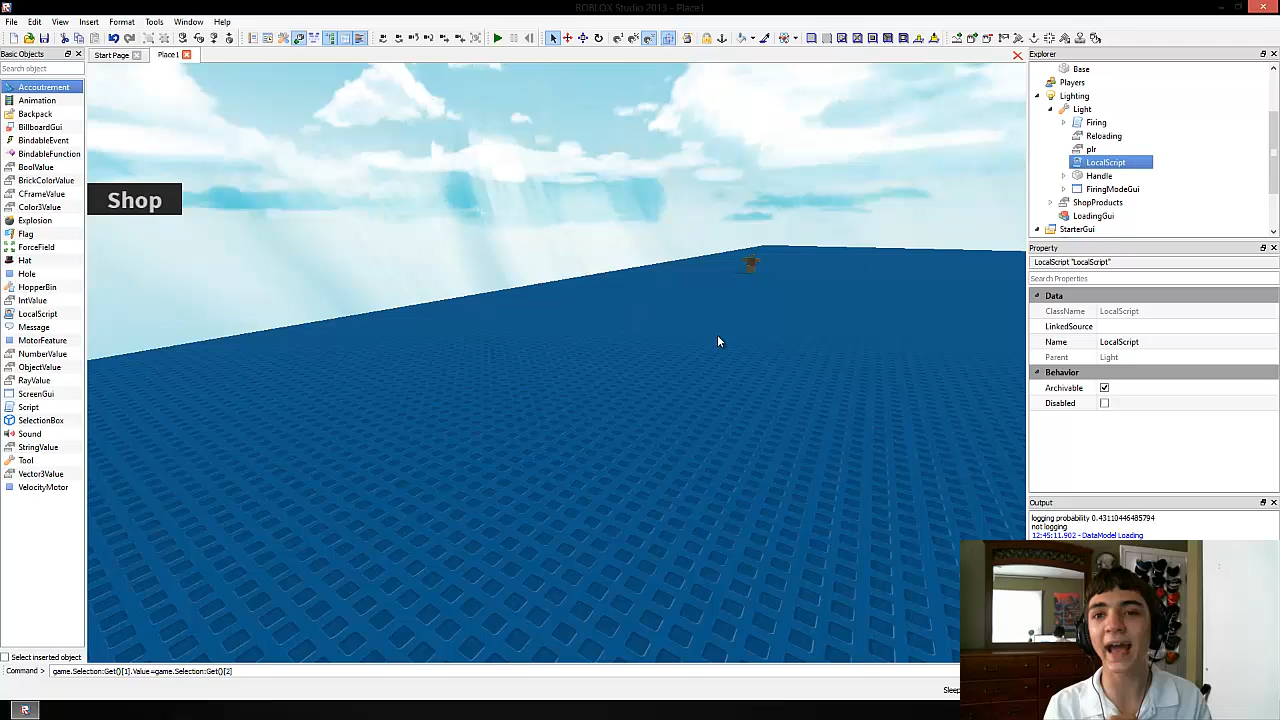 ROBLOX Studio 2013 - Place1
File Edit View Insert Format Tools Window Help
Basic Objects
Search object
Accoutrement
Animation
Backpack
BillboardGui
BindableEvent
BindableFunction
BoolValue
BrickColorValue
CFrameValue
Color3Value
Explosion
Flag
ForceField
Hat
Hole
HopperBin
IntValue
LocalScript
Message
MotorFeature
NumberValue
ObjectValue
RayValue
ScreenGui
Script
SelectionBox
Sound
StringValue
Tool
Vector3Value
VelocityMotor
Select inserted object
Start Page Place1
Shop
Explorer
Base
Players
Lighting
Light
Firing
Reloading
plr
LocalScript
Handle
FiringModeGui
ShopProducts
LoadingGui
StarterGui
Property
LocalScript "LocalScript"
Search Properties
Data
ClassName LocalScript
LinkedSource
Name LocalScript
Parent Light
Behavior
Archivable
Disabled
Output
logging probability 0.43110446485794
not logging
12:45:11.902 - DataModel Loading
Command > game.Selection:Get()[1].Value=game.Selection:Get()[2]